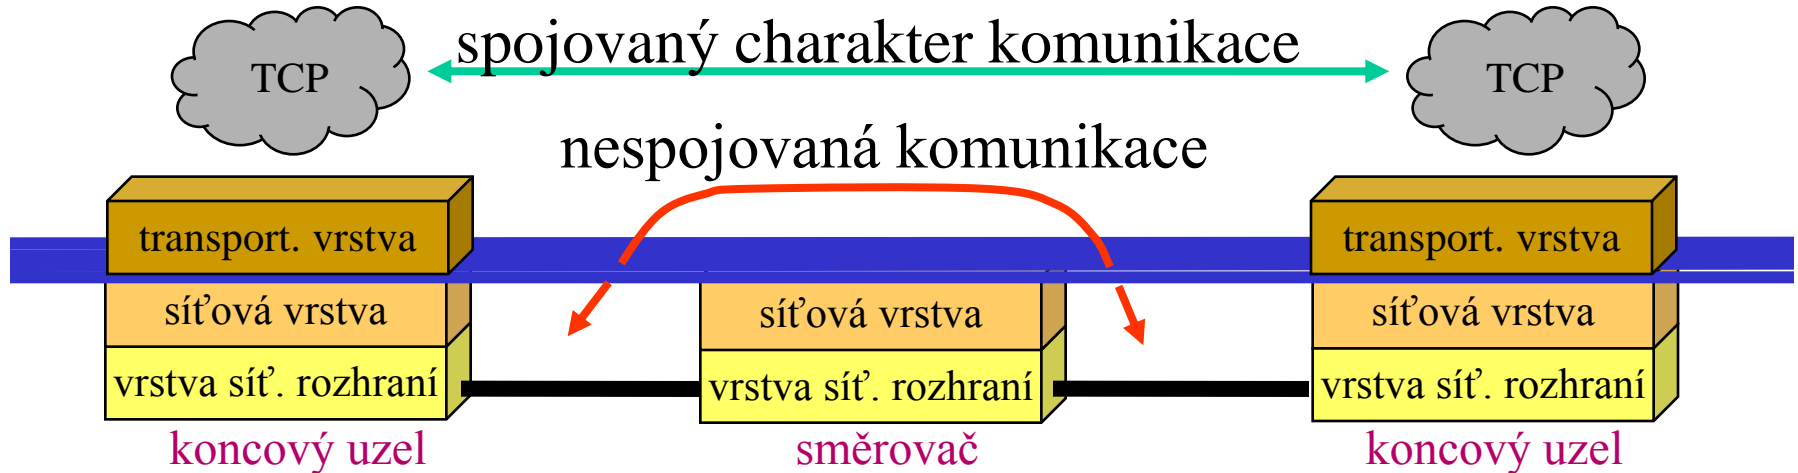 spojovaný charakter komunikace
TCP
TCP
nespojovaná komunikace
transport. vrstva
transport. vrstva
síťová vrstva
síťová vrstva
síťová vrstva
vrstva síť. rozhraní
vrstva síť. rozhraní
vrstva síť. rozhraní
koncový uzel
směrovač
koncový uzel